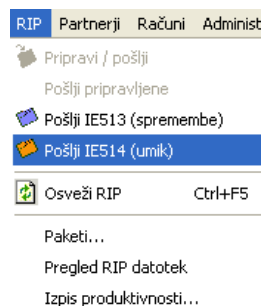 RIP Partnerji Računi Administ
Pripravi / pošlji
Pošlji pripravljene
Pošlji IE513 (spremembe)
Pošlji IE514 (umik)
Osveži RIP Ctrl+F5
Paketi...
Pregled RIP datotek
Izpis produktivnosti...